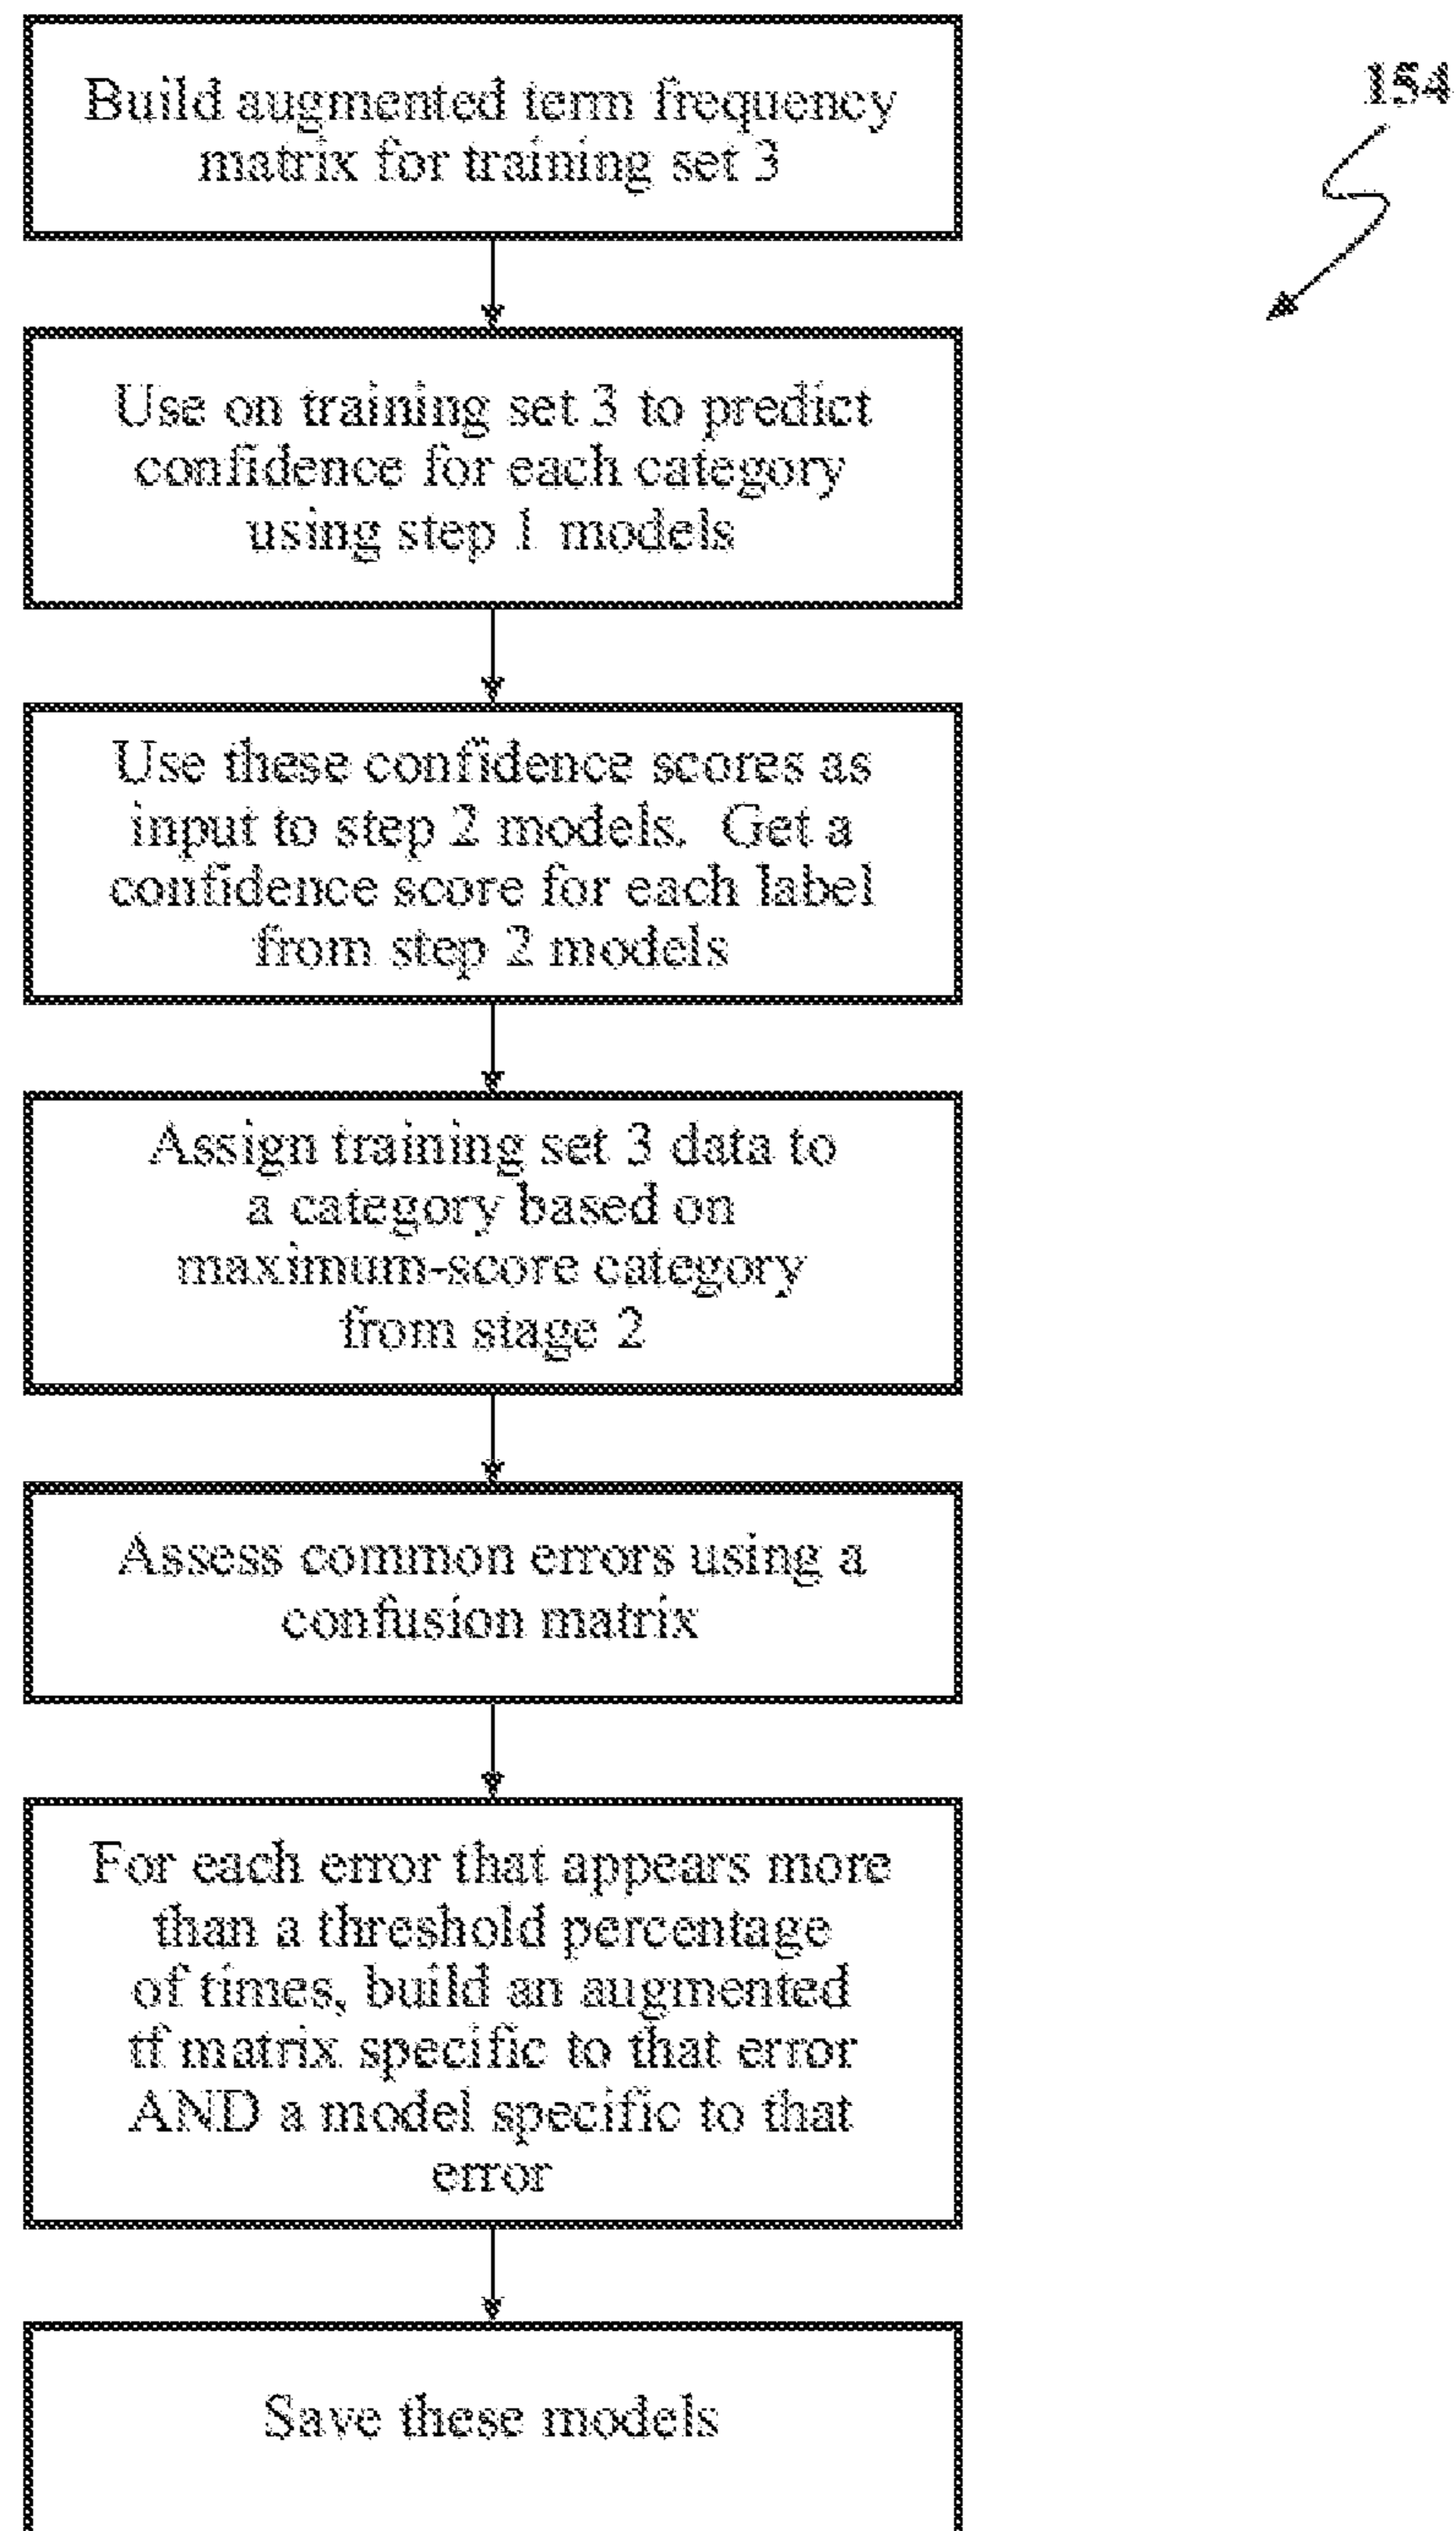 154
Build augmented term frequency
matrix for training set 3
Use on training set 3 to predict
confidence for each category
using step 1 models
Use these confidence scores as
input to step 2 models. Get a
confidence score for each label
from step 2 models
Assign training set 3 data to
a category based on
maximum-score category
from stage 2
Assess common errors using a
confusion matrix
For each error that appears more
than a threshold percentage
of times, build an augmented
tf matrix specific to that error
AND a model specific to that
error
Save these models